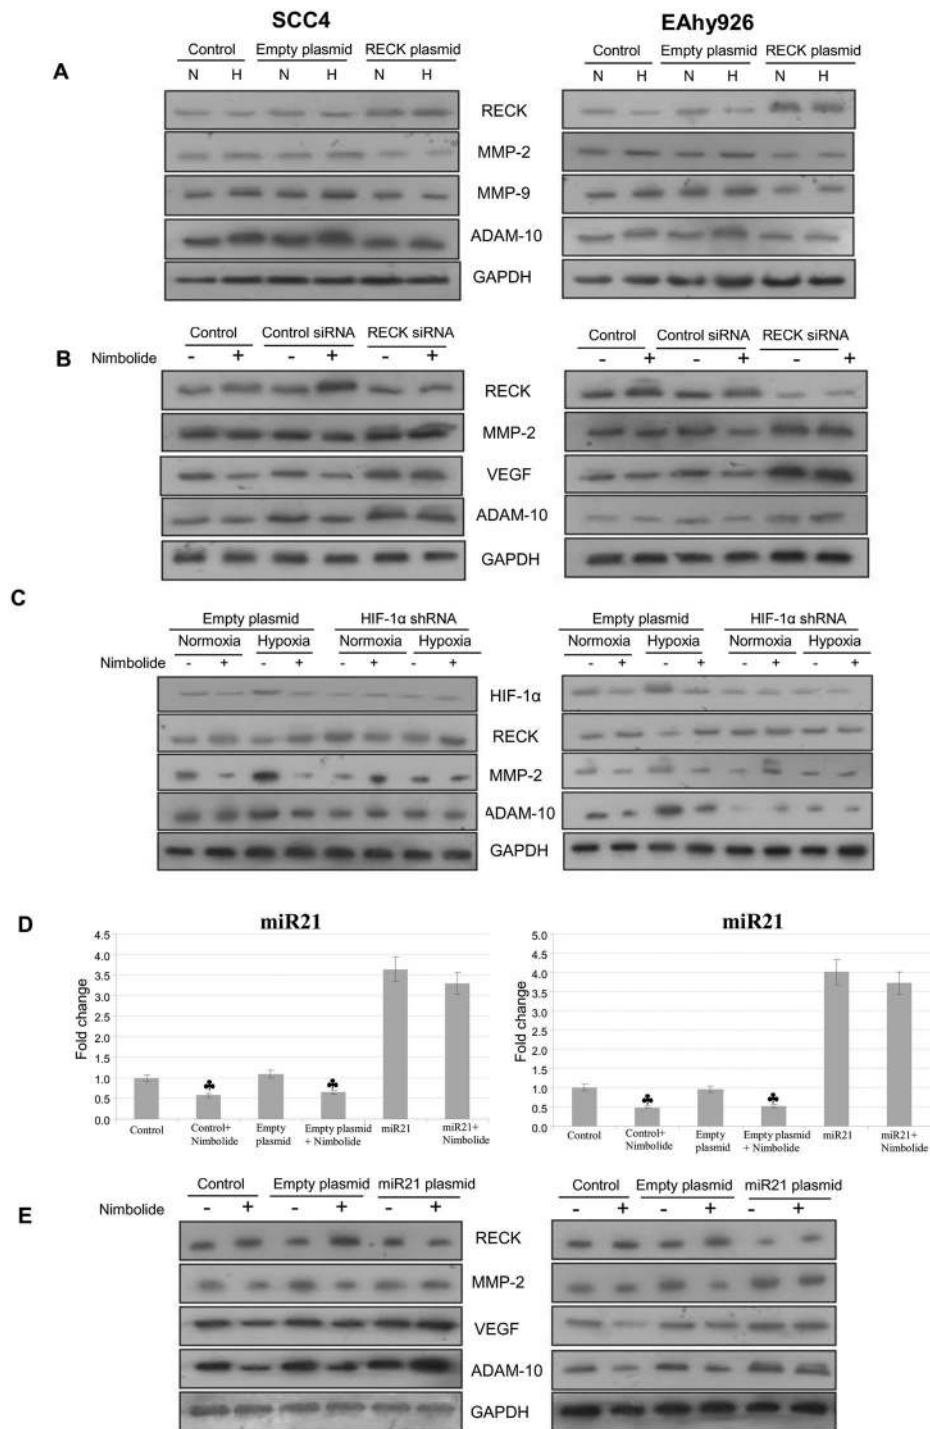 SCC4 EAhy926
Control Empty plasmid RECK plasmid Control Empty plasmid RECK plasmid
A N H N H N H N H N H N H
RECK
MMP-2
MMP-9
ADAM-10
GAPDH
Control Control siRNA RECK siRNA Control Control siRNA RECK siRNA
B Nimbolide - + - + - + - + - + - +
RECK
MMP-2
VEGF
ADAM-10
GAPDH
C
Empty plasmid HIF-1α shRNA Empty plasmid HIF-1α shRNA
Normoxia Hypoxia Normoxia Hypoxia Normoxia Hypoxia Normoxia Hypoxia
Nimbolide - + - + - + - + - + - + - + - +
HIF-1α
RECK
MMP-2
ADAM-10
GAPDH
D
miR21
Fold change
4.5
4.0
3.5
3.0
2.5
2.0
1.5
1.0
0.5
0.0
♣ ♣
Control Control+ Empty Empty plasmid miR21 miR21+
Nimbolide plasmid + Nimbolide Nimbolide
miR21
Fold change
5.0
4.5
4.0
3.5
3.0
2.5
2.0
1.5
1.0
0.5
0.0
♣ ♣
Control Control+ Empty Empty plasmid miR21 miR21+
Nimbolide plasmid + Nimbolide Nimbolide
Control Empty plasmid miR21 plasmid Control Empty plasmid miR21 plasmid
E Nimbolide - + - + - + - + - + - +
RECK
MMP-2
VEGF
ADAM-10
GAPDH